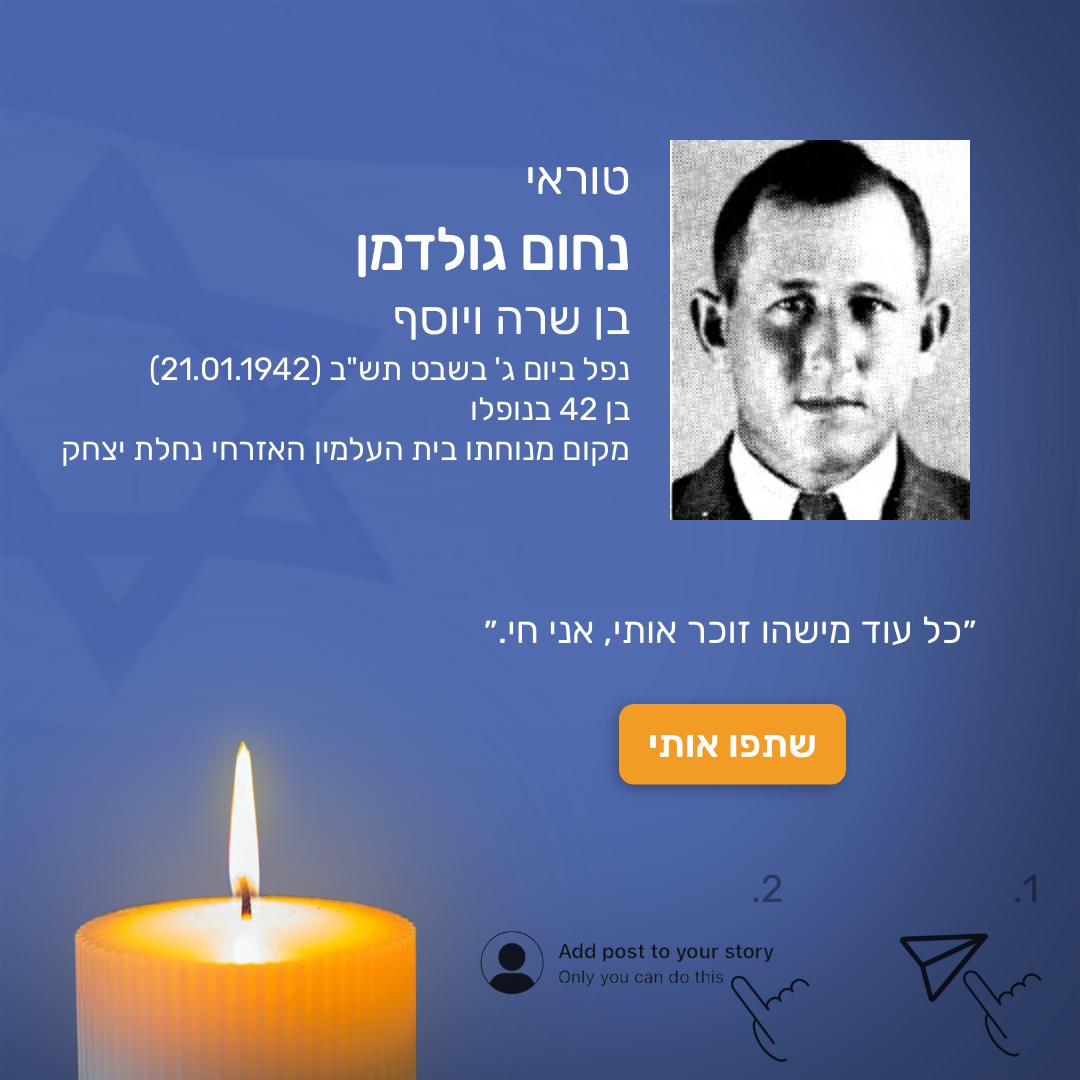 טוראי
נחום גולדמן
בן שרה ויוסף
נפל ביום ג' בשבט תש"ב (21.01.1942)
בן 42 בנופלו
מקום מנוחתו בית העלמין האזרחי נחלת יצחק
״כל עוד מישהו זוכר אותי, אני חי.״
שתפו אותי
1.
2.
Add post to your story
Only you can do this